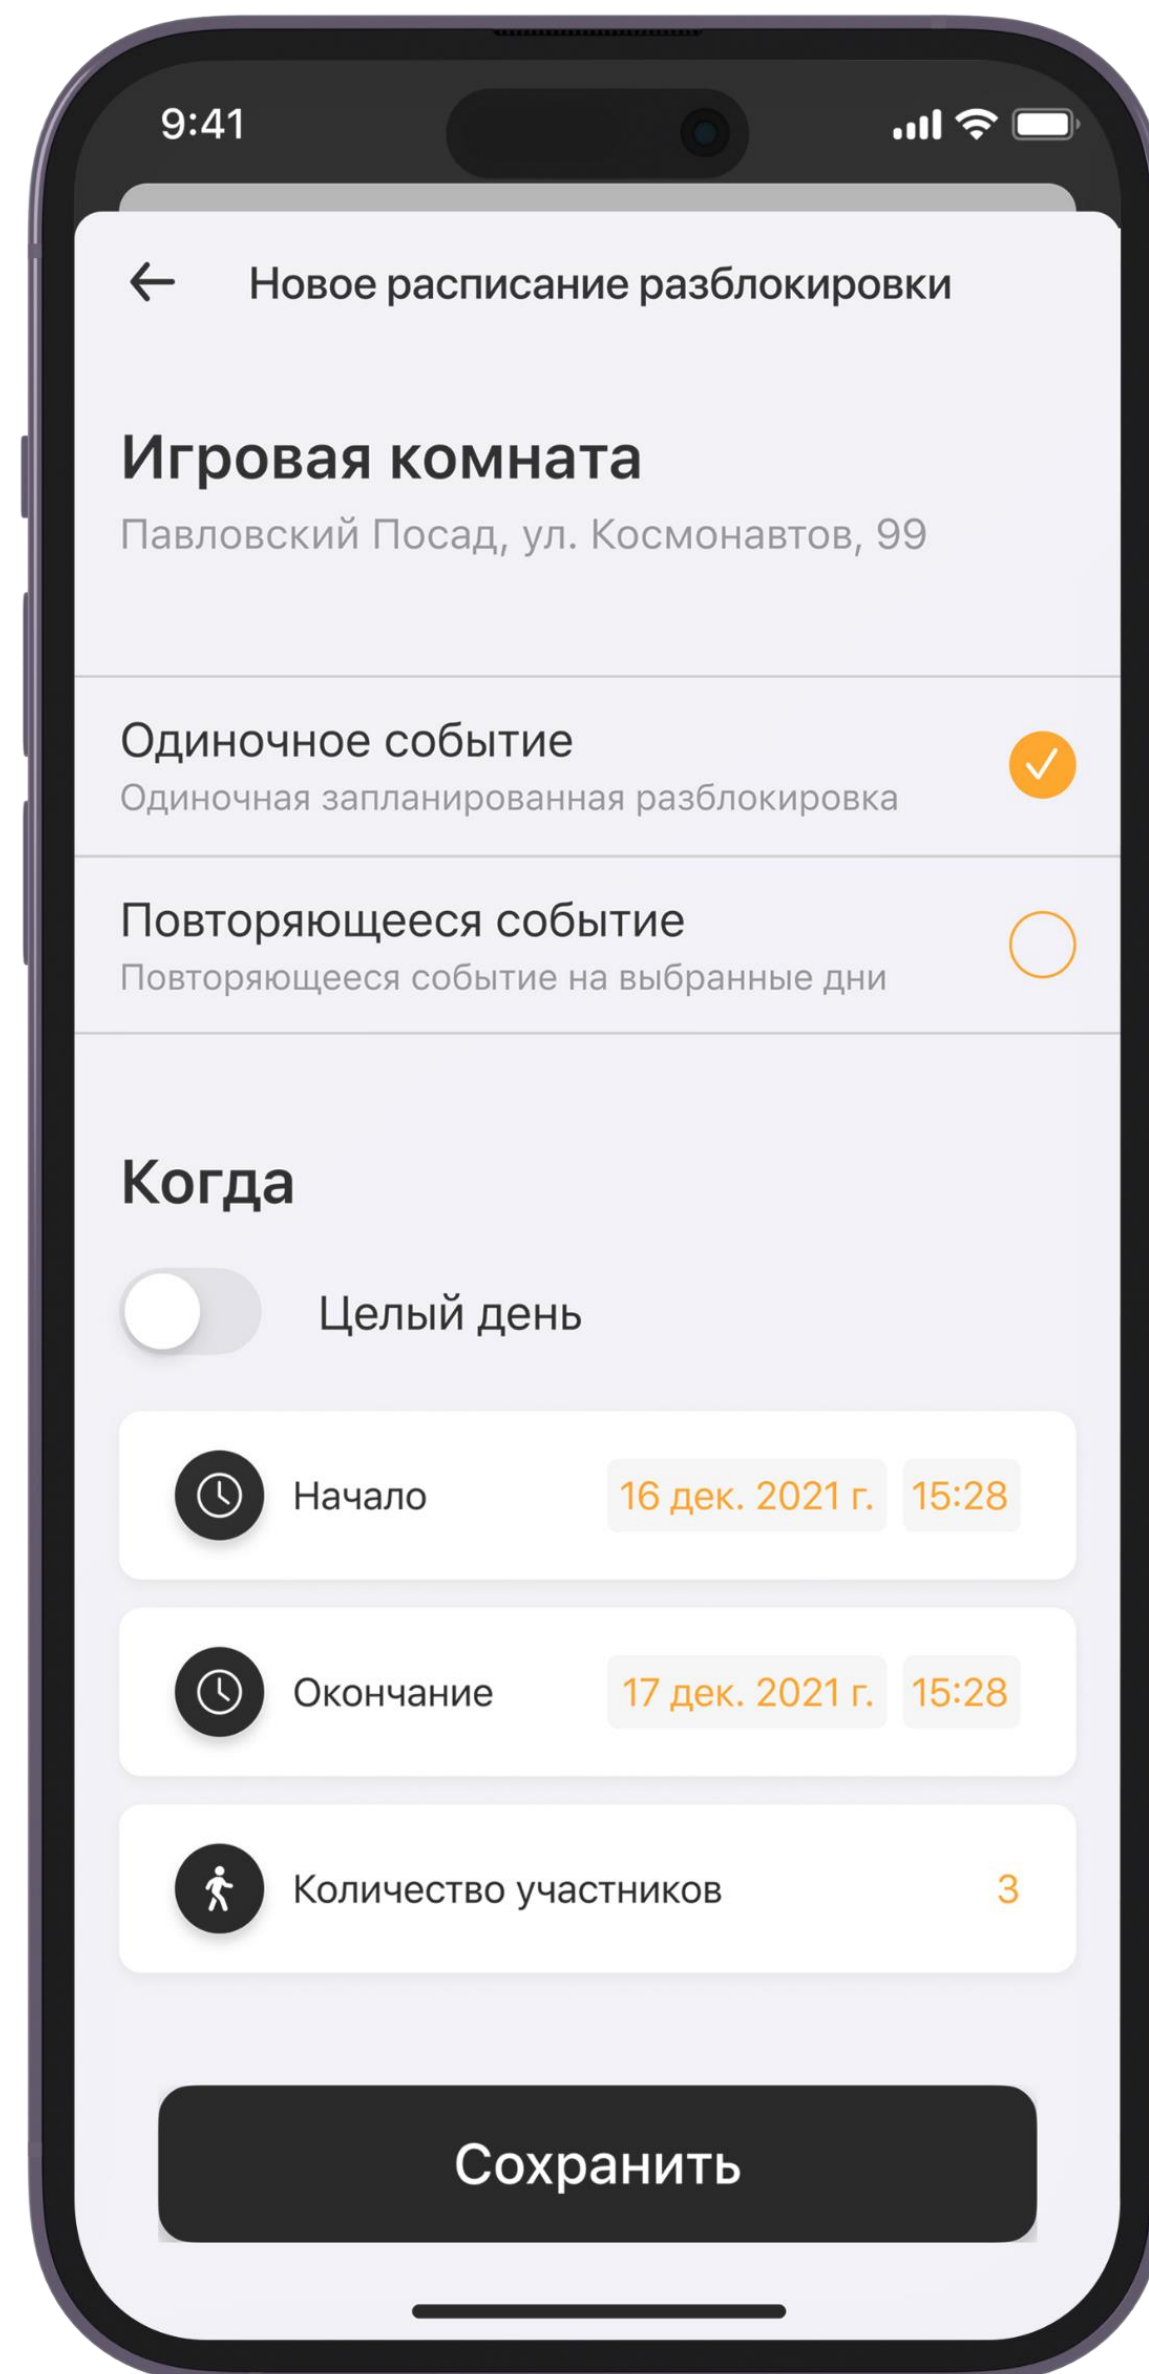 9:41
Новое расписание разблокировки
Игровая комната
Павловский Посад, ул. Космонавтов, 99
Одиночное событие
Одиночная запланированная разблокировка
Повторяющееся событие
Повторяющееся событие на выбранные дни
Когда
Целый день
Начало 16 дек. 2021 г. 15:28
Окончание 17 дек. 2021 г. 15:28
Количество участников 3
Сохранить